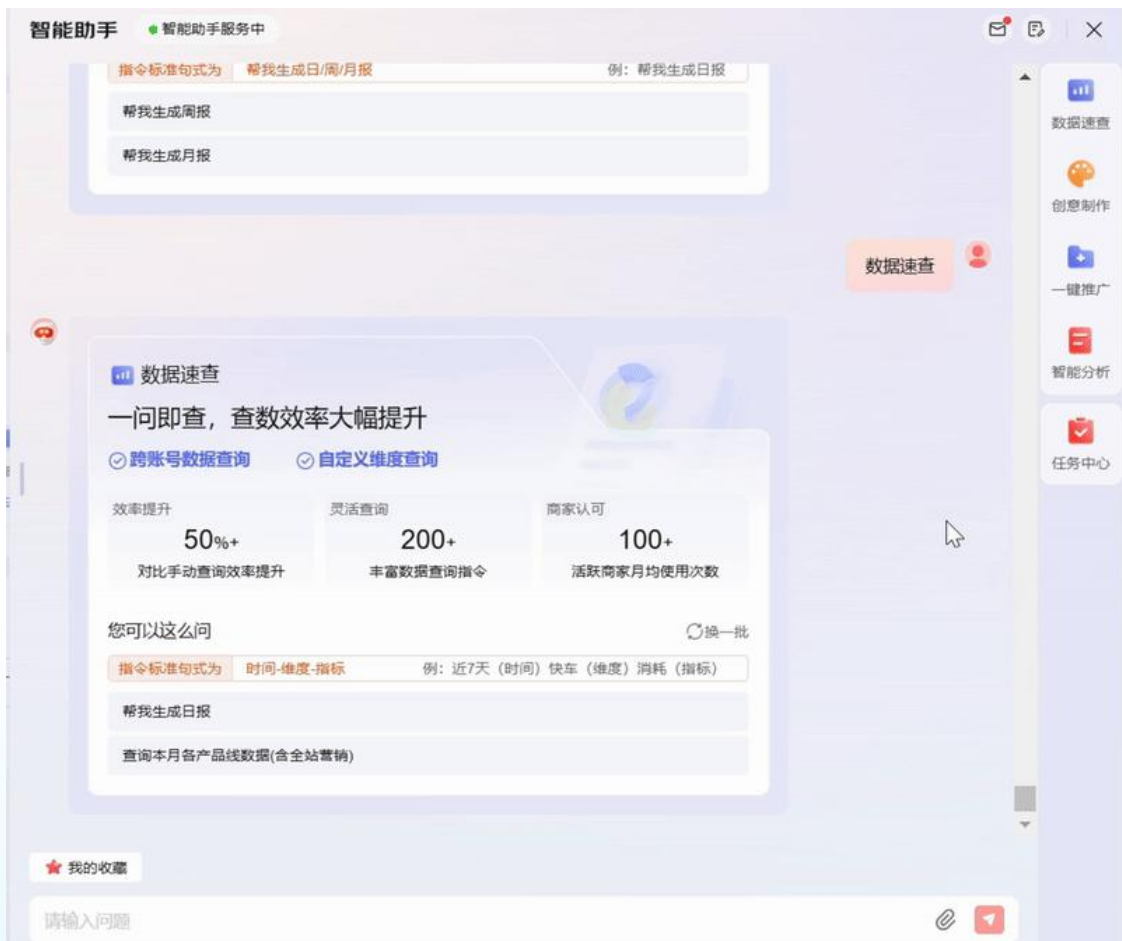 智能助手 智能助手服务中
指令标准句式为 帮我生成日/周/月报 例：帮我生成日报
帮我生成周报
帮我生成月报
数据速查
数据速查
一问即查，查数效率大幅提升
跨账号数据查询 自定义维度查询
效率提升 灵活查询 商家认可
50%+ 200+ 100+
对比手动查询效率提升 丰富数据查询指令 活跃商家月均使用次数
您可以这么问 换一批
指令标准句式为 时间-维度-指标 例：近7天（时间）快车（维度）消耗（指标）
帮我生成日报
查询本月各产品线数据(含全站营销)
我的收藏
请输入问题
数据速查
创意制作
一键推广
智能分析
任务中心